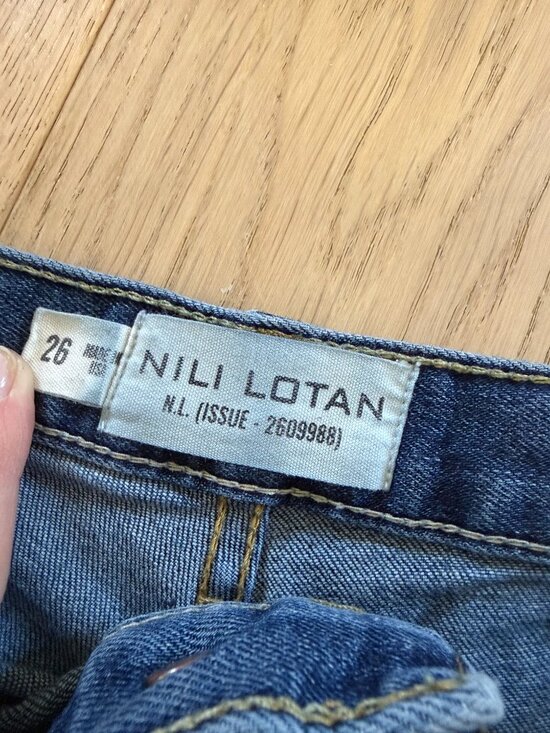 26
MADE
USA
NILI LOTAN
N.L. (ISSUE - 2609988)